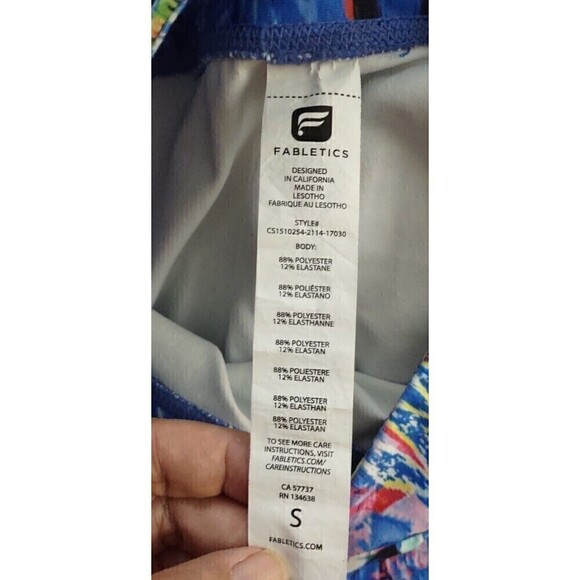 FABLETICS
DESIGNED
IN CALIFORNIA
MADE IN
LESOTHO
FABRIQUE AU LESOTHO
STYLE#
CS1510254-2114-17030
BODY:
88% POLYESTER
12% ELASTANE
88% POLIÉSTER
12% ELASTANO
88% POLYESTER
12% ELASTHANNE
88% POLYESTER
12% ELASTAN
88% POLIESTERE
12% ELASTAN
88% POLYESTER
12% ELASTHAN
88% POLYESTER
12% ELASTAAN
TO SEE MORE CARE
INSTRUCTIONS, VISIT
FABLETICS.COM/
CAREINSTRUCTIONS
CA 57737
RN 134638
S
FABLETICS.COM